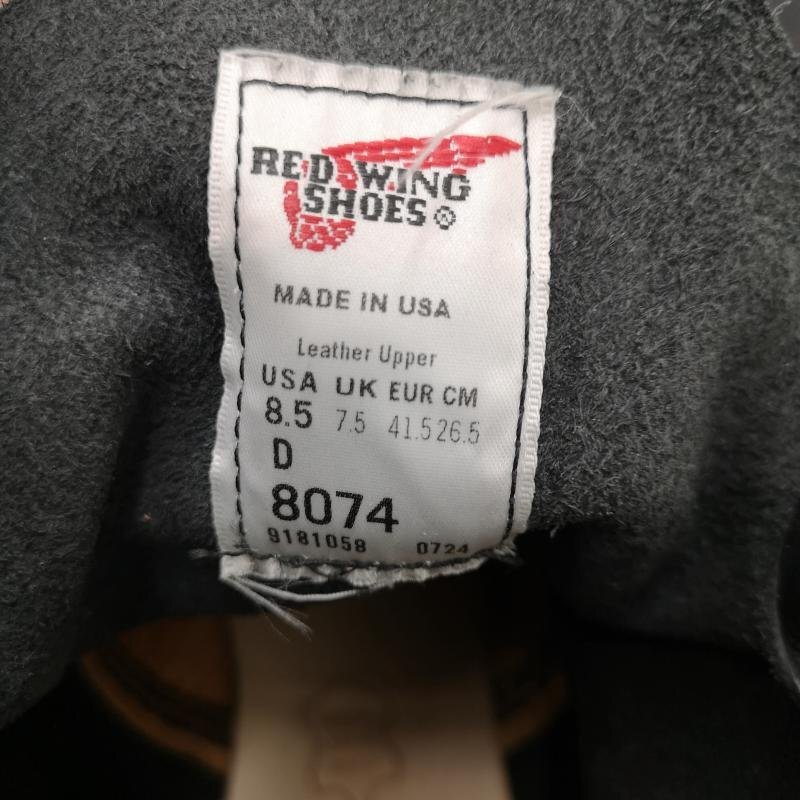 RED WING
SHOES®
MADE IN USA
Leather Upper
USA UK EUR CM
8.5 7.5 41.5 26.5
D
8074
9181058 0724